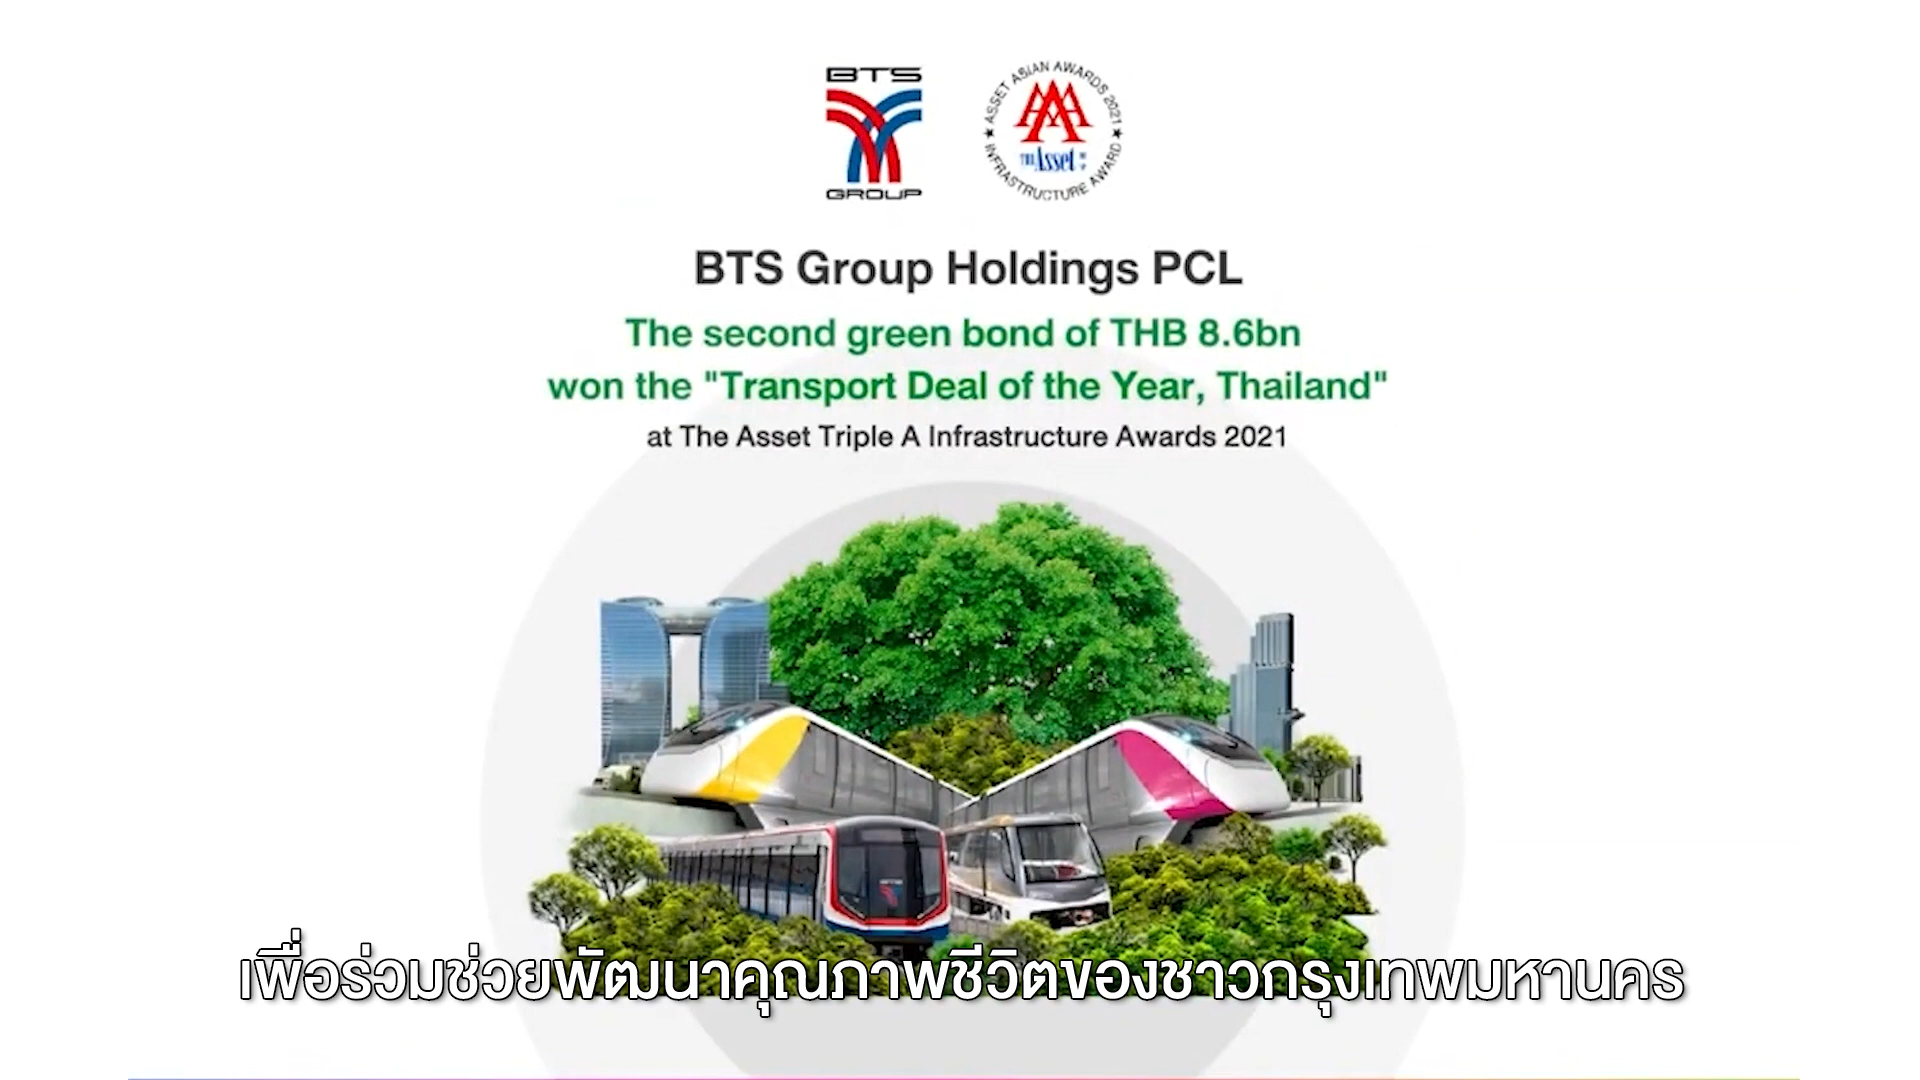 BTS
GROUP
ASSET ASIAN AWARDS 2021
AAA
THE Asset
INFRASTRUCTURE AWARD
BTS Group Holdings PCL
The second green bond of THB 8.6bn
won the "Transport Deal of the Year, Thailand"
at The Asset Triple A Infrastructure Awards 2021
เพื่อร่วมช่วยพัฒนาคุณภาพชีวิตของชาวกรุงเทพมหานคร